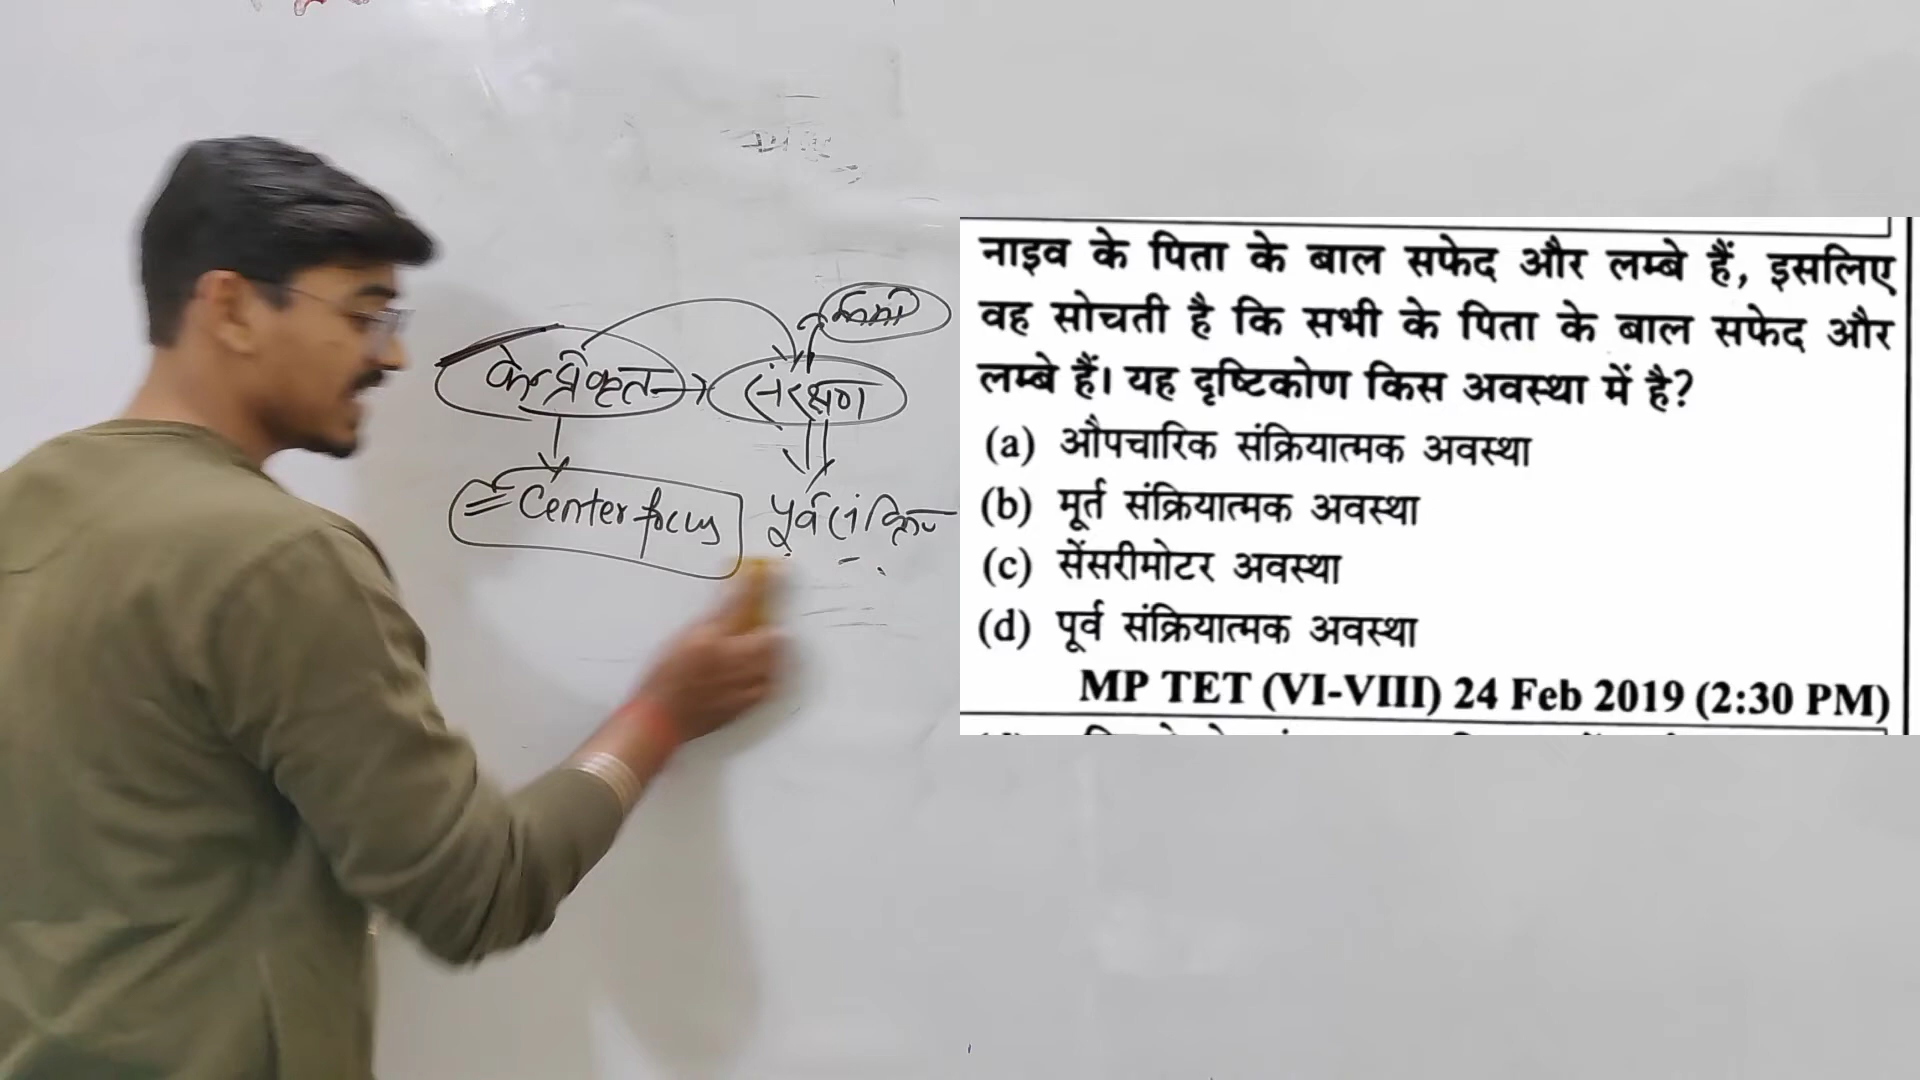 कमी
केन्द्रीकृत → संरक्षण
= Center focus
पूर्व संक्रि
नाइव के पिता के बाल सफेद और लम्बे हैं, इसलिए
वह सोचती है कि सभी के पिता के बाल सफेद और
लम्बे हैं। यह दृष्टिकोण किस अवस्था में है?
(a) औपचारिक संक्रियात्मक अवस्था
(b) मूर्त संक्रियात्मक अवस्था
(c) सेंसरीमोटर अवस्था
(d) पूर्व संक्रियात्मक अवस्था
MP TET (VI-VIII) 24 Feb 2019 (2:30 PM)